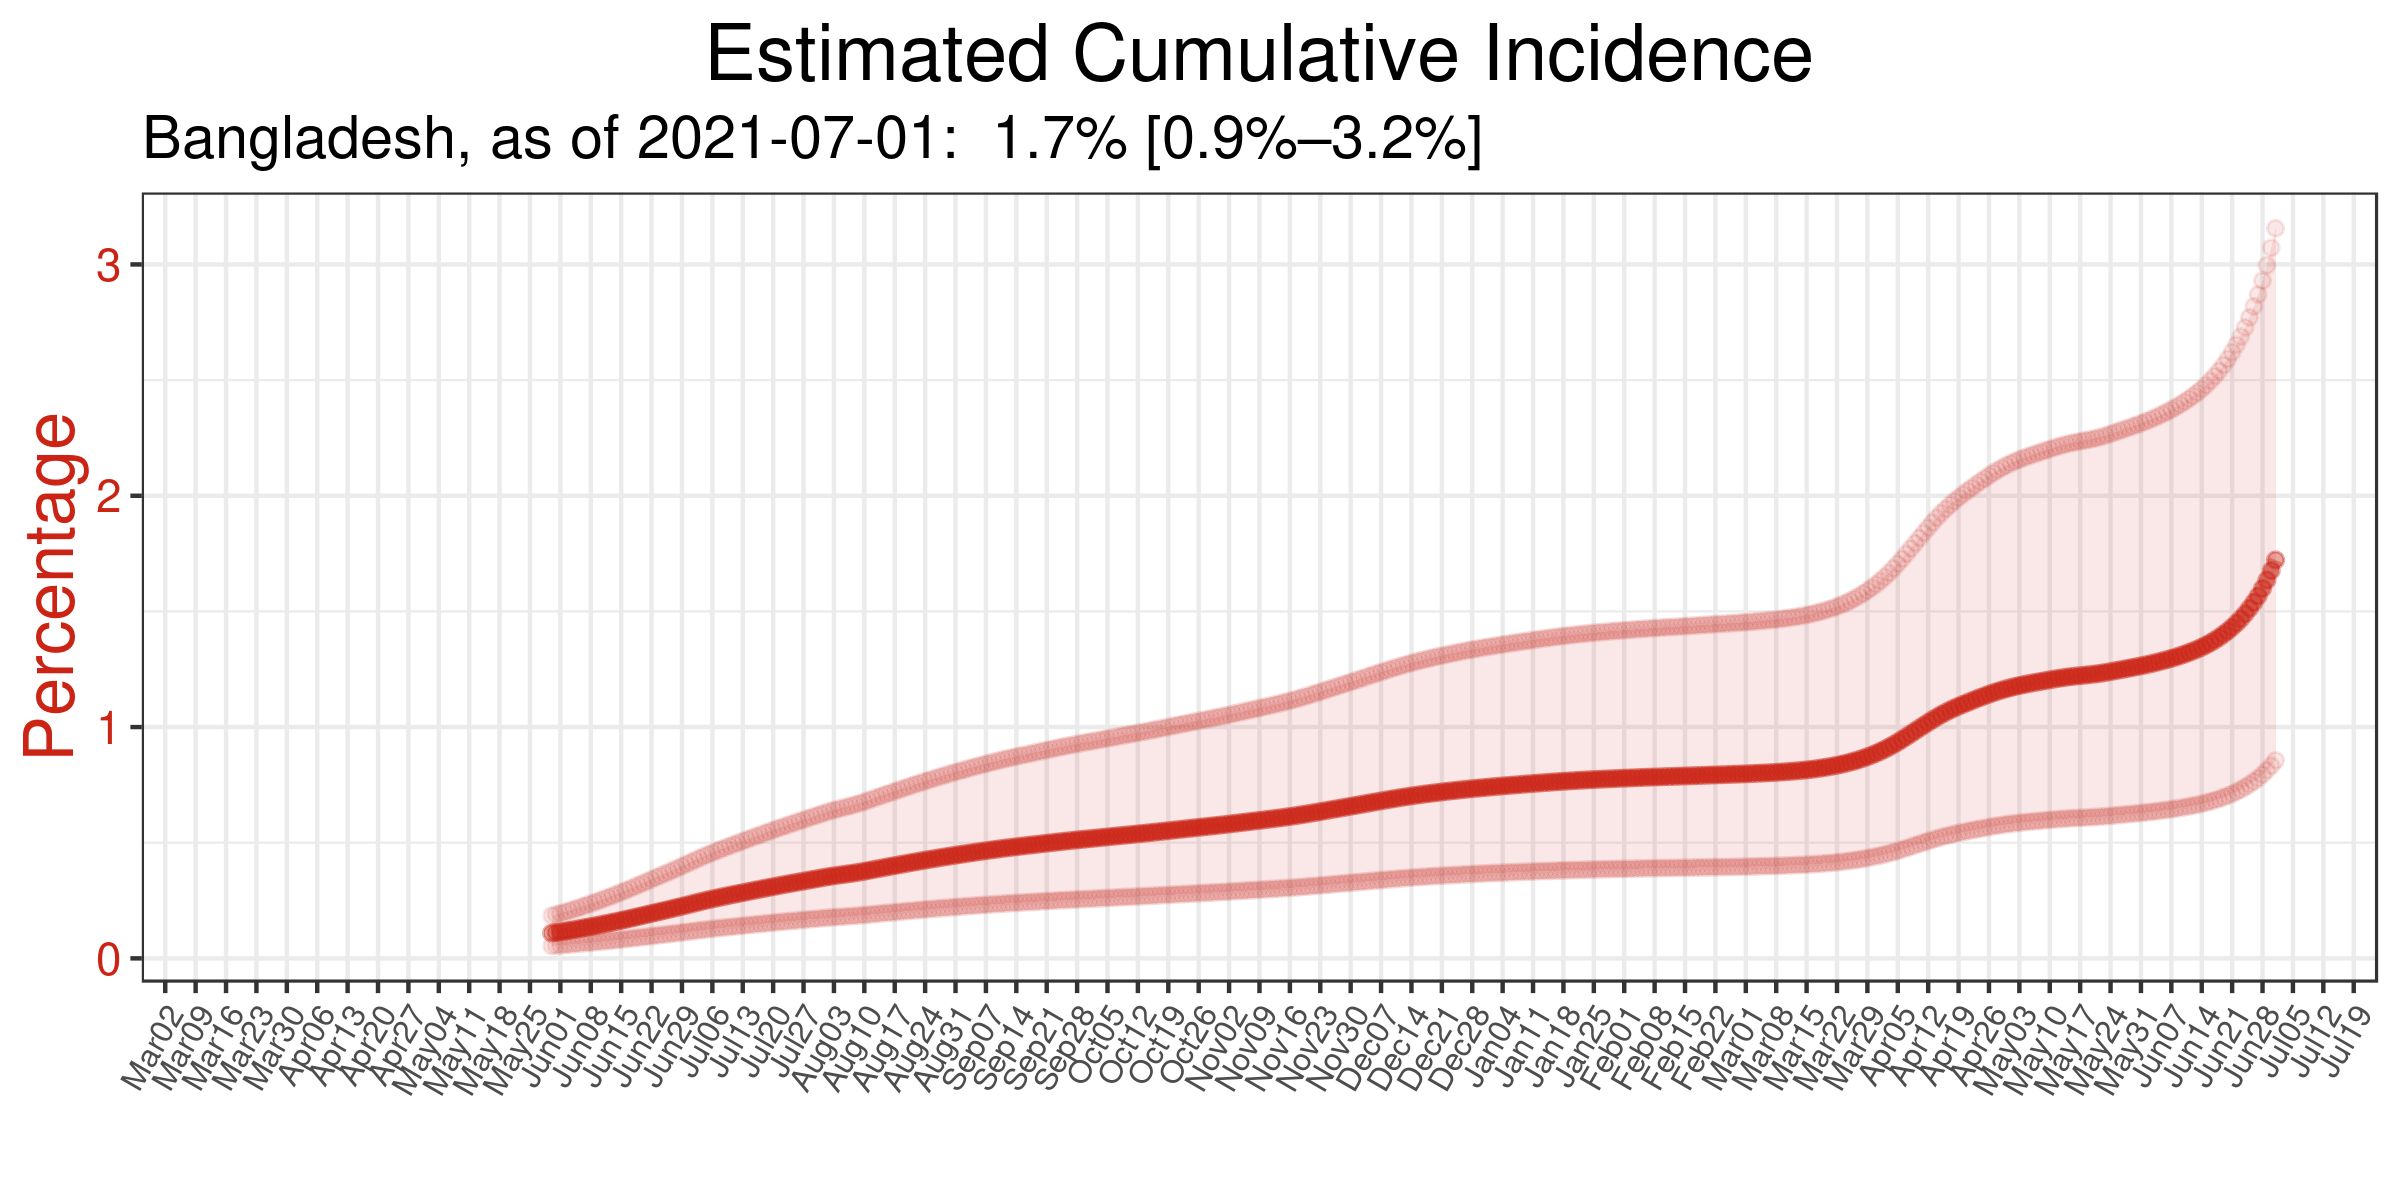 Estimated Cumulative Incidence
Bangladesh, as of 2021-07-01:  1.7% [0.9%–3.2%]
Percentage
3
2
1
0
Mar02
Mar09
Mar16
Mar23
Mar30
Apr06
Apr13
Apr20
Apr27
May04
May11
May18
May25
Jun01
Jun08
Jun15
Jun22
Jun29
Jul06
Jul13
Jul20
Jul27
Aug03
Aug10
Aug17
Aug24
Aug31
Sep07
Sep14
Sep21
Sep28
Oct05
Oct12
Oct19
Oct26
Nov02
Nov09
Nov16
Nov23
Nov30
Dec07
Dec14
Dec21
Dec28
Jan04
Jan11
Jan18
Jan25
Feb01
Feb08
Feb15
Feb22
Mar01
Mar08
Mar15
Mar22
Mar29
Apr05
Apr12
Apr19
Apr26
May03
May10
May17
May24
May31
Jun07
Jun14
Jun21
Jun28
Jul05
Jul12
Jul19